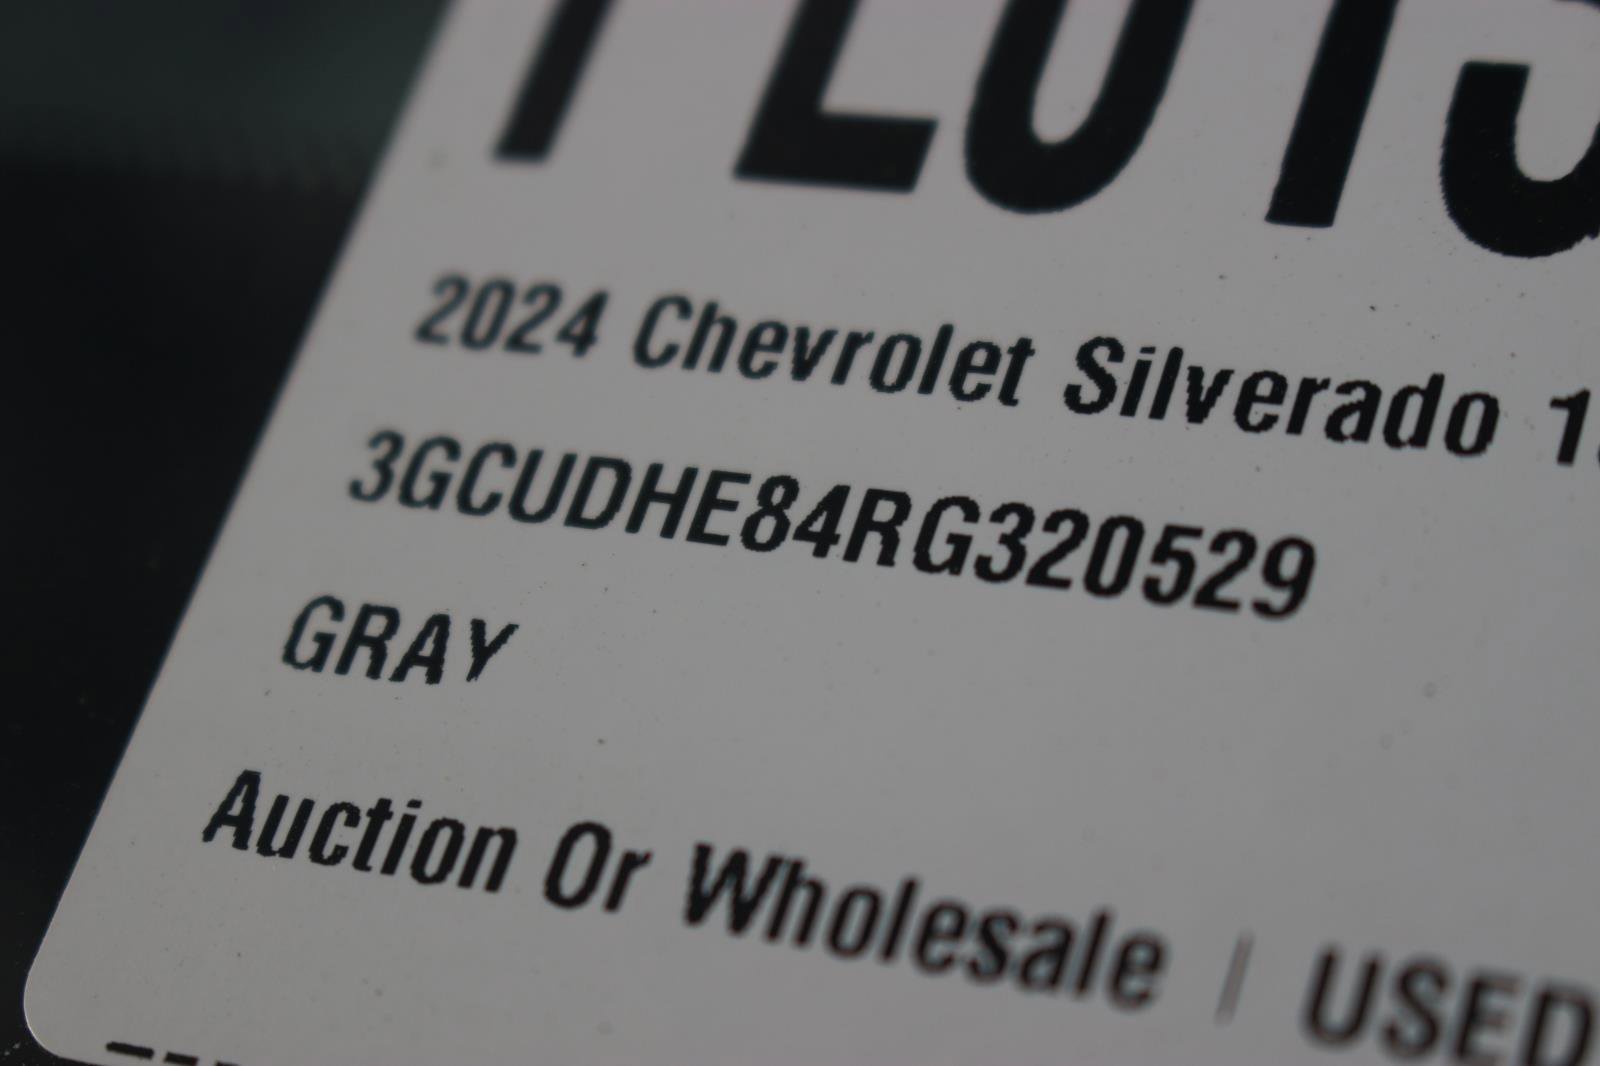 2024 Chevrolet Silverado
3GCUDHE84RG320529
GRAY
Auction Or Wholesale | USED